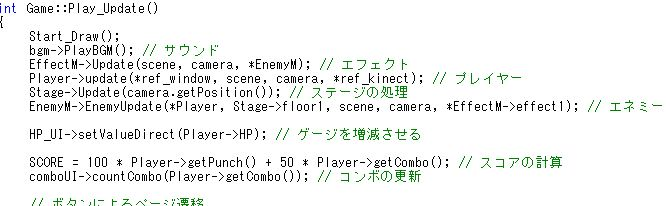 int Game::Play_Update()
{
Start_Draw();
bgm->PlayBGM(); // サウンド
EffectM->Update(scene, camera, *EnemyM); // エフェクト
Player->update(*ref_window, scene, camera, *ref_kinect); // プレイヤー
Stage->Update(camera.getPosition()); // ステージの処理
EnemyM->EnemyUpdate(*Player, Stage->floor1, scene, camera, *EffectM->effect1); // エネミー
HP_UI->setValueDirect(Player->HP); // ゲージを増減させる
SCORE = 100 * Player->getPunch() + 50 * Player->getCombo(); // スコアの計算
comboUI->countCombo(Player->getCombo()); // コンボの更新
// ボタンによるページ遷移